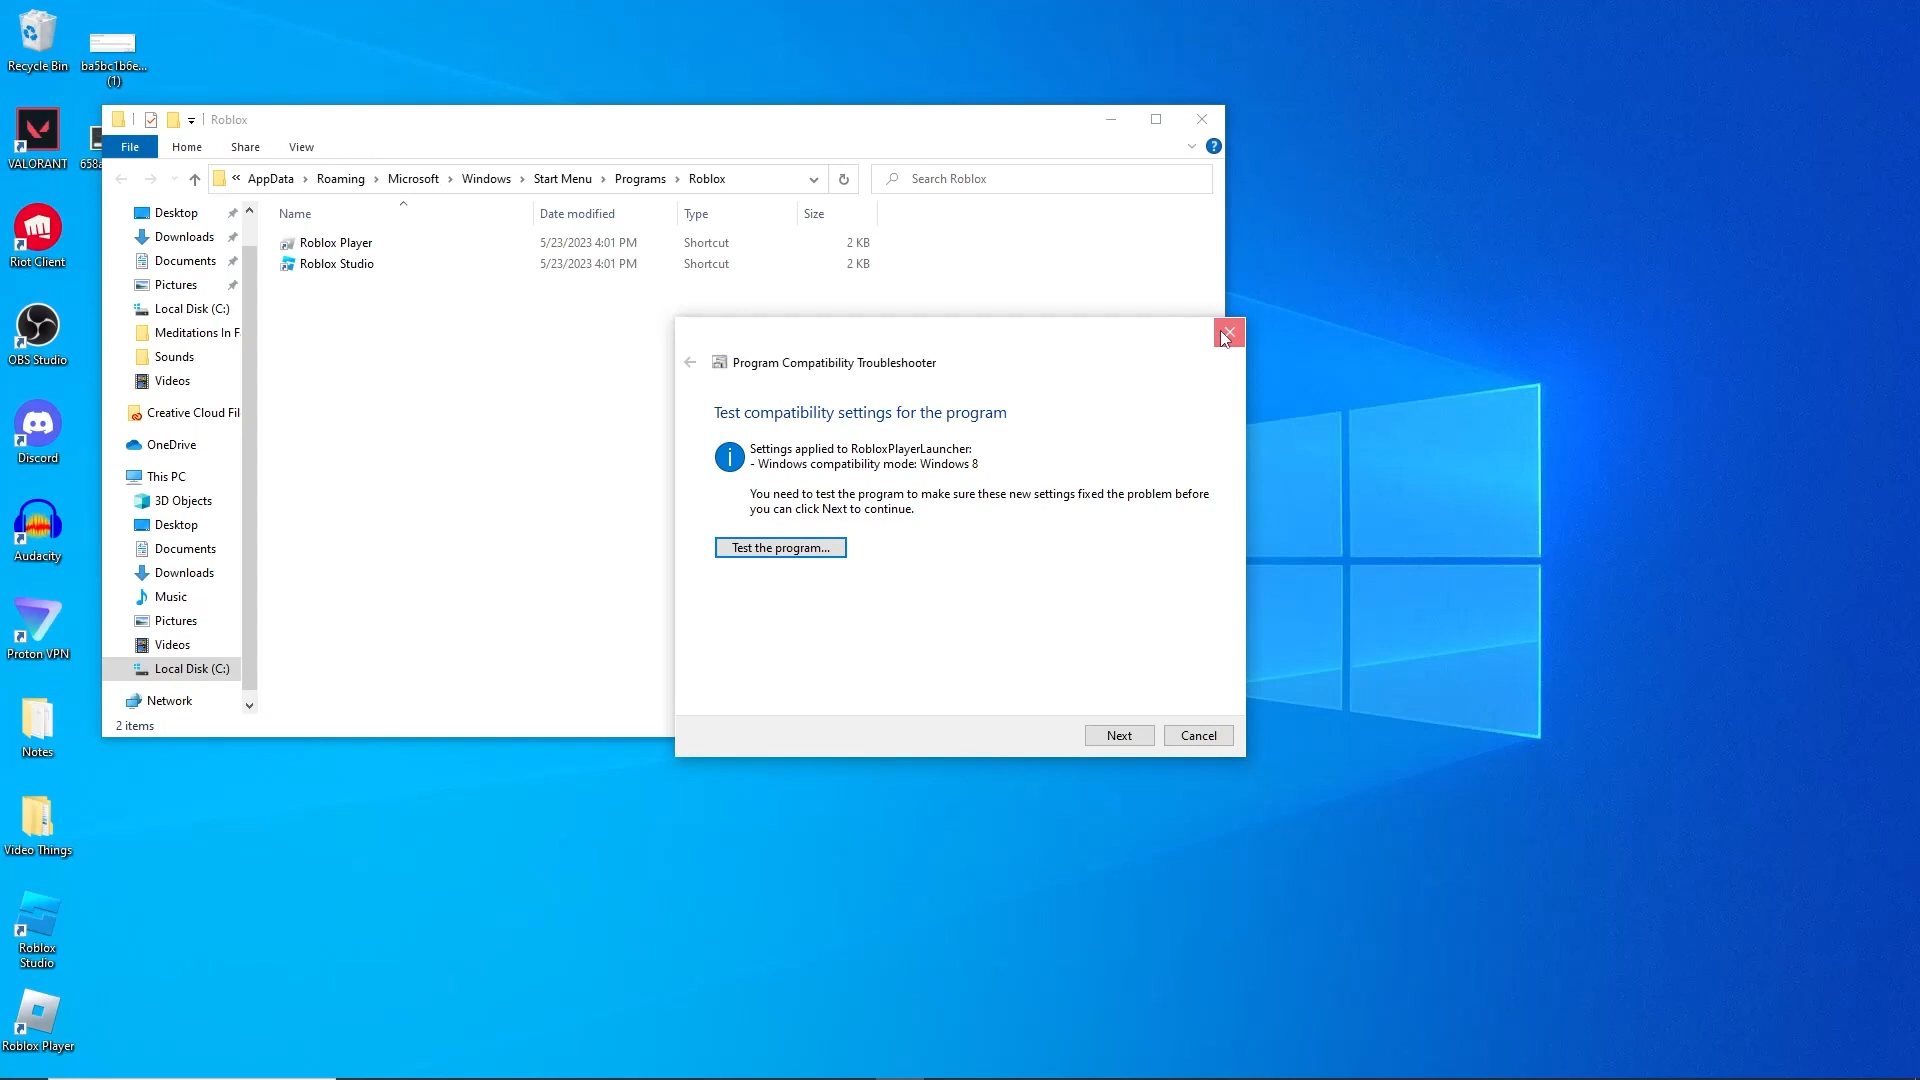 Recycle Bin
ba5bc1b6e...
(1)
VALORANT
658a
Riot Client
OBS Studio
Discord
Audacity
Proton VPN
Notes
Video Things
Roblox
Studio
Roblox Player
Roblox
File
Home
Share
View
« AppData > Roaming > Microsoft > Windows > Start Menu > Programs > Roblox
Search Roblox
Desktop
Downloads
Documents
Pictures
Local Disk (C:)
Meditations In F
Sounds
Videos
Creative Cloud Fil
OneDrive
This PC
3D Objects
Desktop
Documents
Downloads
Music
Pictures
Videos
Local Disk (C:)
Network
2 items
Name Date modified Type Size
Roblox Player 5/23/2023 4:01 PM Shortcut 2 KB
Roblox Studio 5/23/2023 4:01 PM Shortcut 2 KB
Program Compatibility Troubleshooter
Test compatibility settings for the program
Settings applied to RobloxPlayerLauncher:
- Windows compatibility mode: Windows 8
You need to test the program to make sure these new settings fixed the problem before
you can click Next to continue.
Test the program...
Next
Cancel